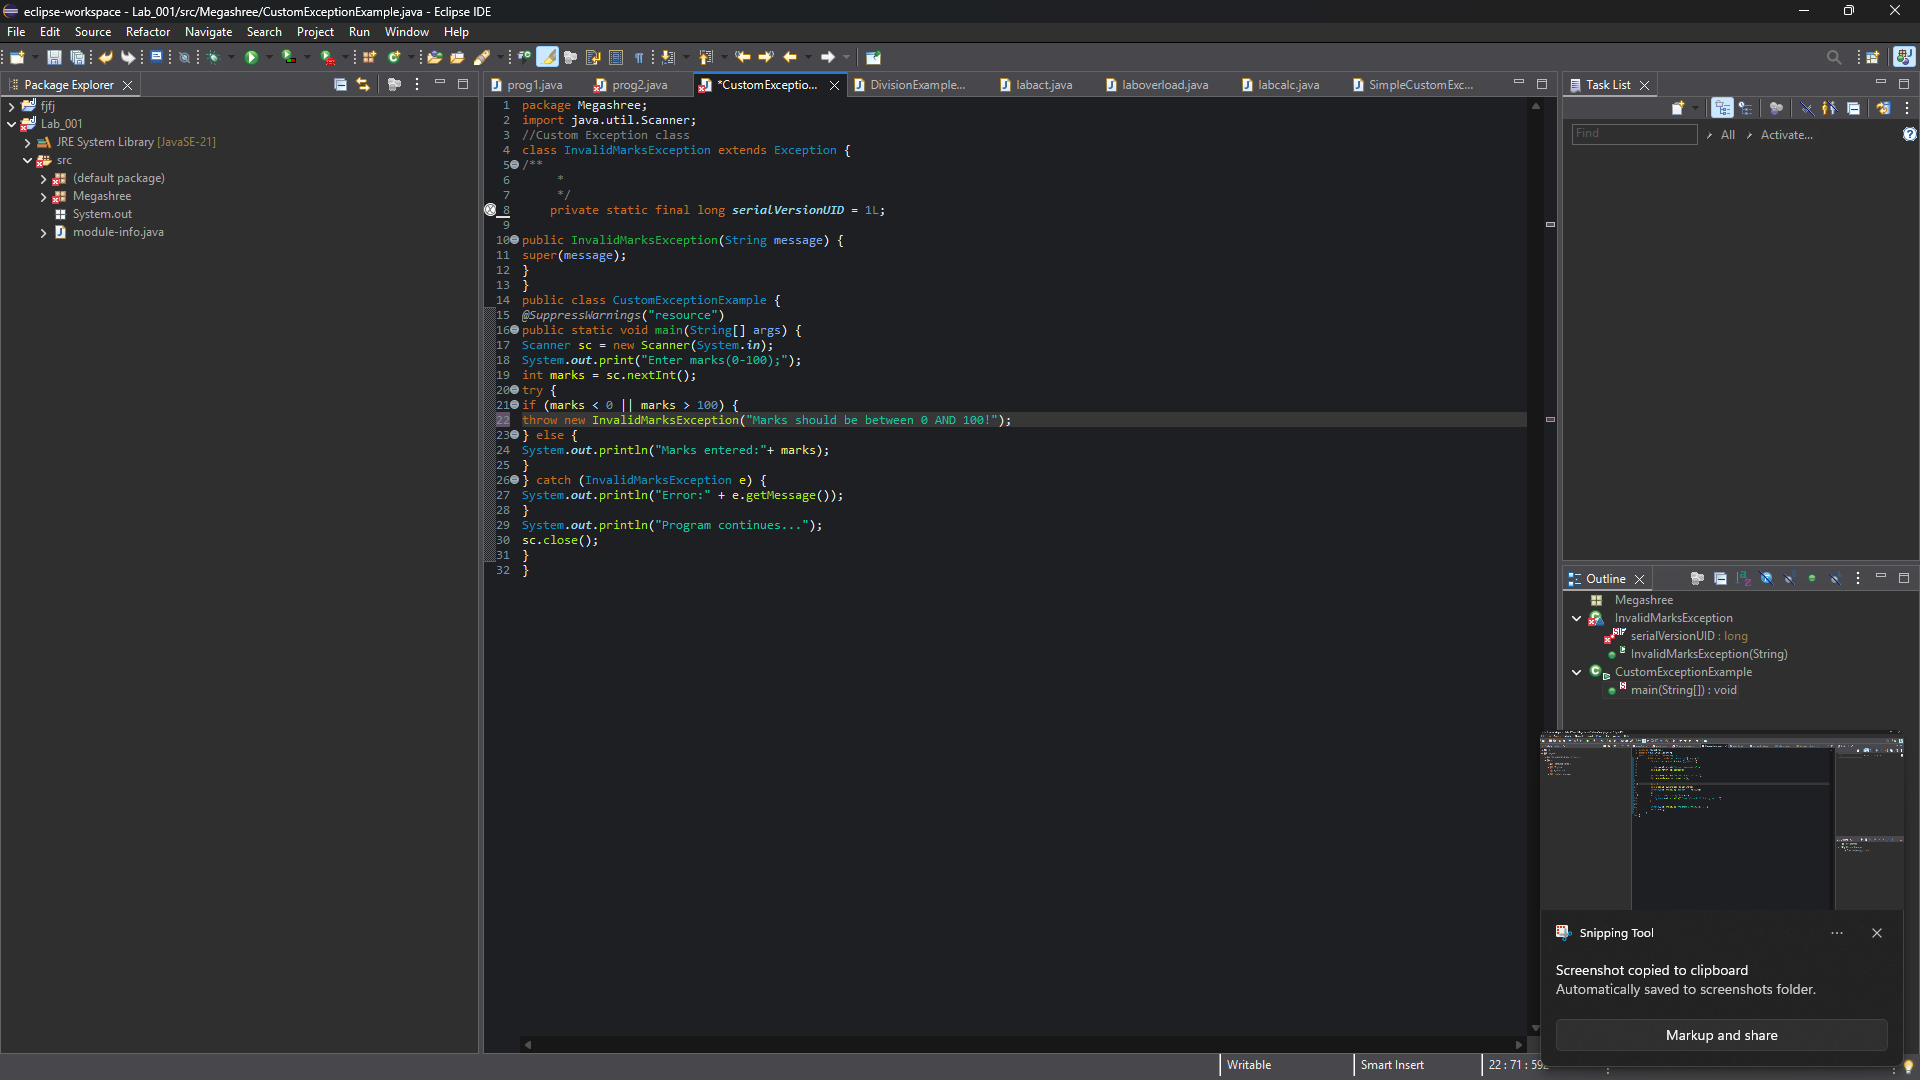 eclipse-workspace - Lab_001/src/Megashree/CustomExceptionExample.java - Eclipse IDE
File Edit Source Refactor Navigate Search Project Run Window Help
Package Explorer
fjfj
Lab_001
JRE System Library [JavaSE-21]
src
(default package)
Megashree
System.out
module-info.java
prog1.java prog2.java *CustomExceptio... DivisionExample... labact.java laboverload.java labcalc.java SimpleCustomExc...
1 package Megashree;
2 import java.util.Scanner;
3 //Custom Exception class
4 class InvalidMarksException extends Exception {
5 /**
6 *
7 */
8 private static final long serialVersionUID = 1L;
9
10 public InvalidMarksException(String message) {
11 super(message);
12 }
13 }
14 public class CustomExceptionExample {
15 @SuppressWarnings("resource")
16 public static void main(String[] args) {
17 Scanner sc = new Scanner(System.in);
18 System.out.print("Enter marks(0-100);");
19 int marks = sc.nextInt();
20 try {
21 if (marks < 0 || marks > 100) {
22 throw new InvalidMarksException("Marks should be between 0 AND 100!");
23 } else {
24 System.out.println("Marks entered:"+ marks);
25 }
26 } catch (InvalidMarksException e) {
27 System.out.println("Error:" + e.getMessage());
28 }
29 System.out.println("Program continues...");
30 sc.close();
31 }
32 }
Task List
Find All Activate...
Outline
Megashree
InvalidMarksException
serialVersionUID : long
InvalidMarksException(String)
CustomExceptionExample
main(String[]) : void
Snipping Tool
Screenshot copied to clipboard
Automatically saved to screenshots folder.
Markup and share
Writable Smart Insert 22 : 71 :